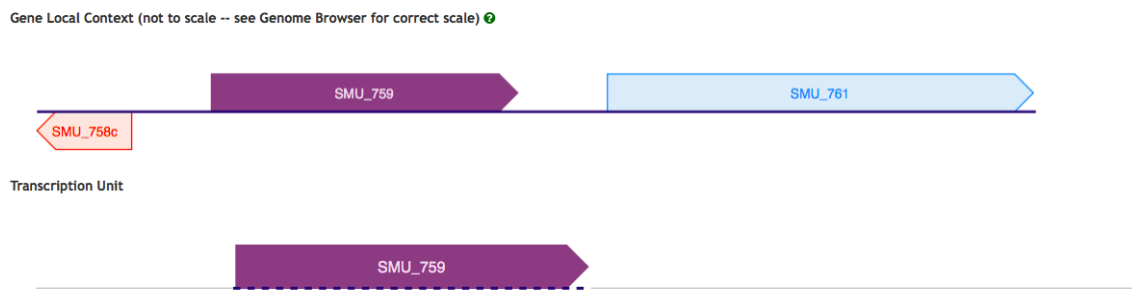 Gene Local Context (not to scale -- see Genome Browser for correct scale) ?
SMU_759
SMU_761
SMU_758c
Transcription Unit
SMU_759